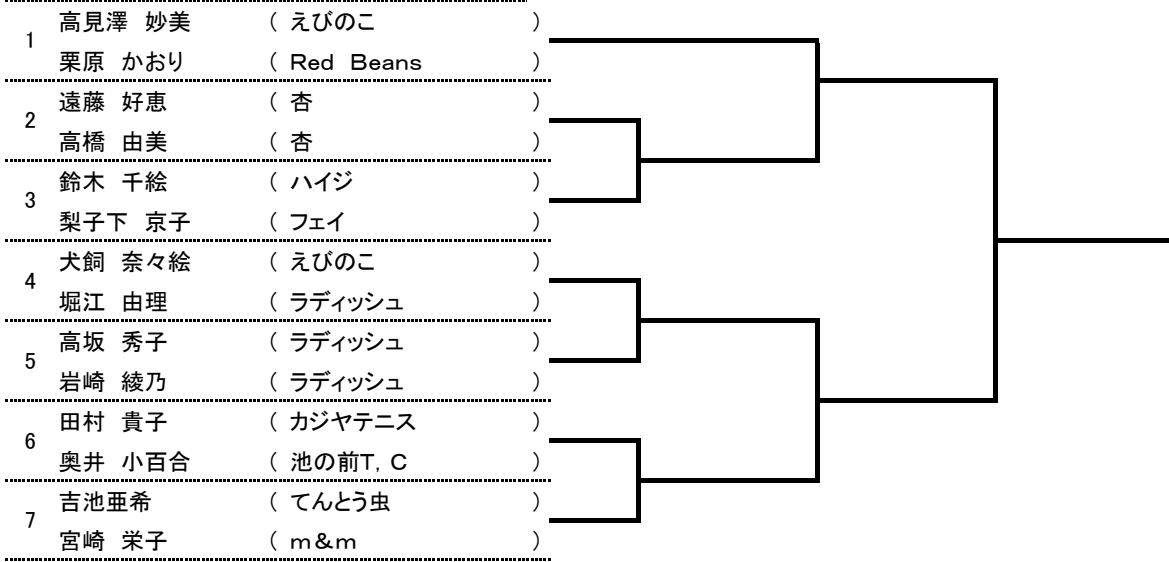 1 高見澤 妙美 ( えびのこ )
栗原 かおり ( Red Beans )
2 遠藤 好恵 ( 杏 )
高橋 由美 ( 杏 )
3 鈴木 千絵 ( ハイジ )
梨子下 京子 ( フェイ )
4 犬飼 奈々絵 ( えびのこ )
堀江 由理 ( ラディッシュ )
5 高坂 秀子 ( ラディッシュ )
岩崎 綾乃 ( ラディッシュ )
6 田村 貴子 ( カジヤテニス )
奥井 小百合 ( 池の前T,C )
7 吉池亜希 ( てんとう虫 )
宮崎 栄子 ( m&m )